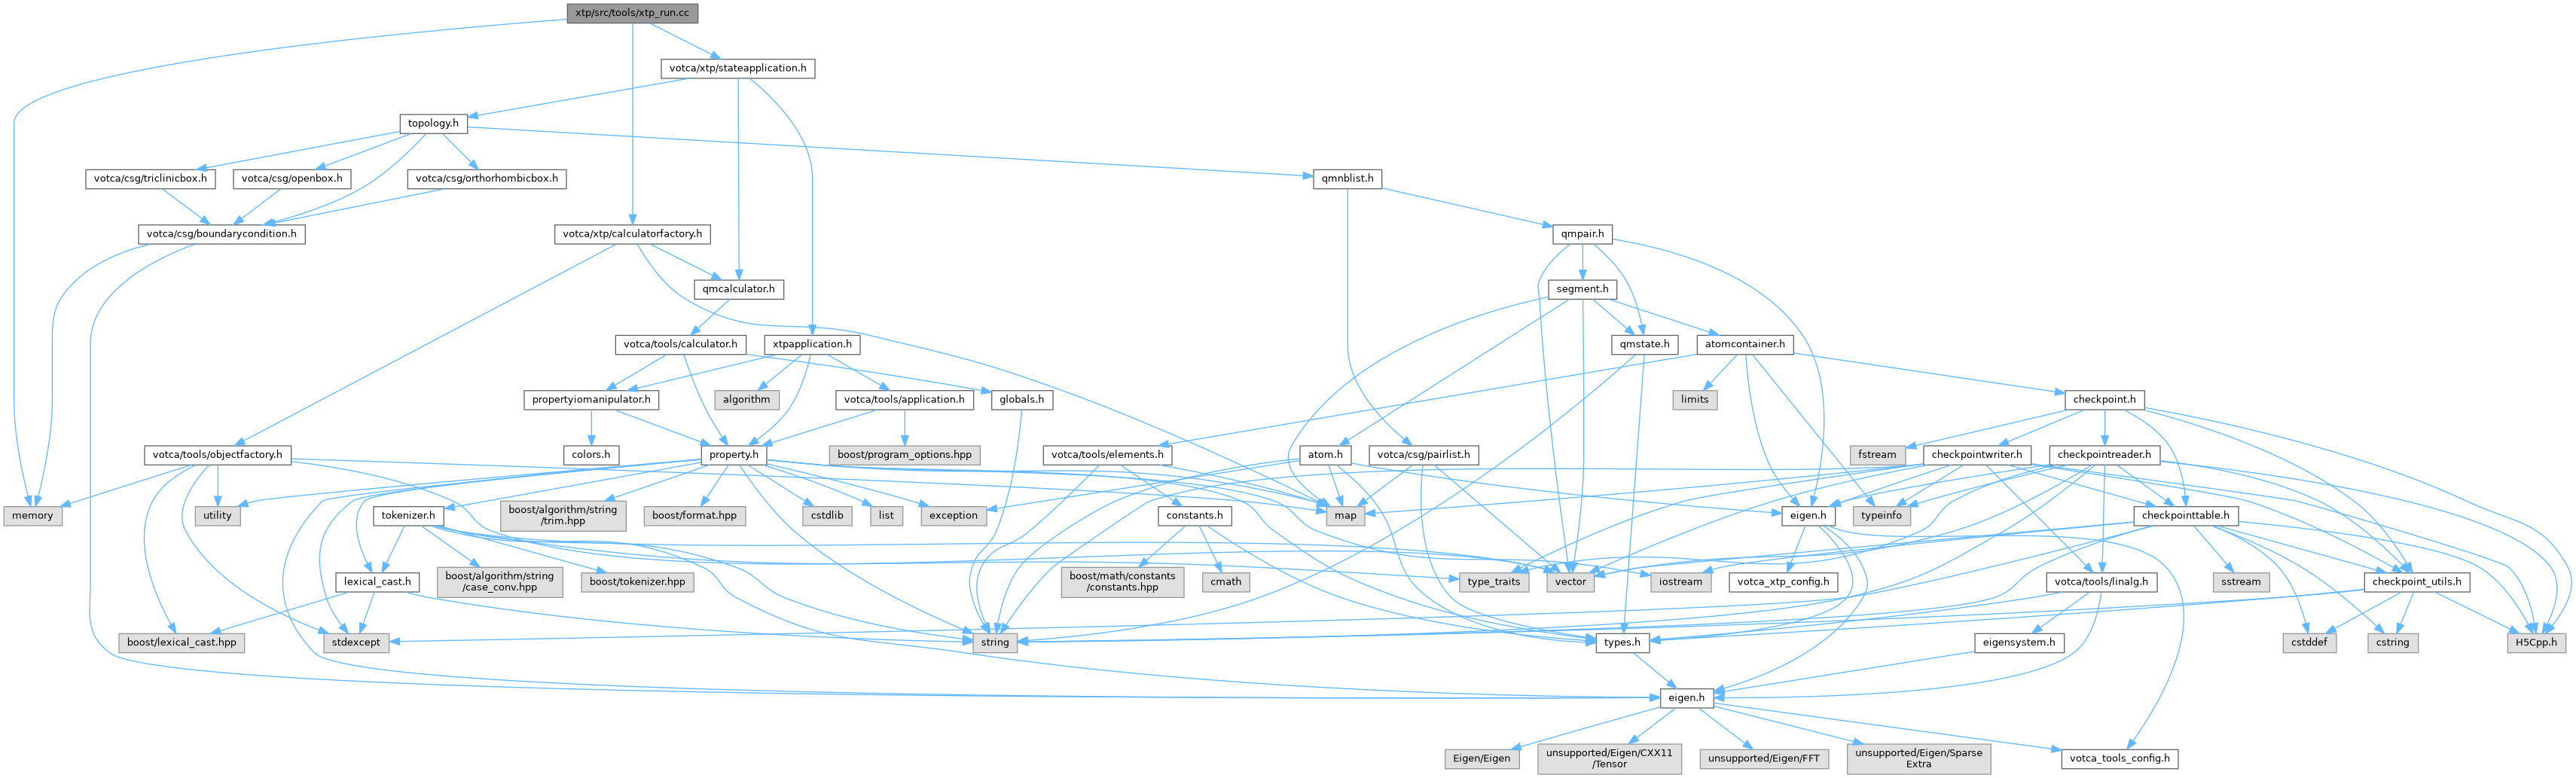 xtp/src/tools/xtp_run.cc
votca/xtp/stateapplication.h
topology.h
votca/csg/triclinicbox.h
votca/csg/openbox.h
votca/csg/orthorhombicbox.h
qmnblist.h
votca/csg/boundarycondition.h
votca/xtp/calculatorfactory.h
qmpair.h
qmcalculator.h
segment.h
votca/tools/calculator.h
xtpapplication.h
qmstate.h
atomcontainer.h
propertyiomanipulator.h
algorithm
votca/tools/application.h
globals.h
limits
checkpoint.h
votca/tools/objectfactory.h
colors.h
property.h
boost/program_options.hpp
votca/tools/elements.h
atom.h
votca/csg/pairlist.h
fstream
checkpointwriter.h
checkpointreader.h
memory
utility
tokenizer.h
boost/algorithm/string
/trim.hpp
boost/format.hpp
cstdlib
list
exception
constants.h
map
eigen.h
typeinfo
checkpointtable.h
lexical_cast.h
boost/algorithm/string
/case_conv.hpp
boost/tokenizer.hpp
boost/math/constants
/constants.hpp
cmath
type_traits
vector
iostream
votca_xtp_config.h
votca/tools/linalg.h
sstream
checkpoint_utils.h
boost/lexical_cast.hpp
stdexcept
string
types.h
eigensystem.h
cstddef
cstring
H5Cpp.h
eigen.h
Eigen/Eigen
unsupported/Eigen/CXX11
/Tensor
unsupported/Eigen/FFT
unsupported/Eigen/Sparse
Extra
votca_tools_config.h